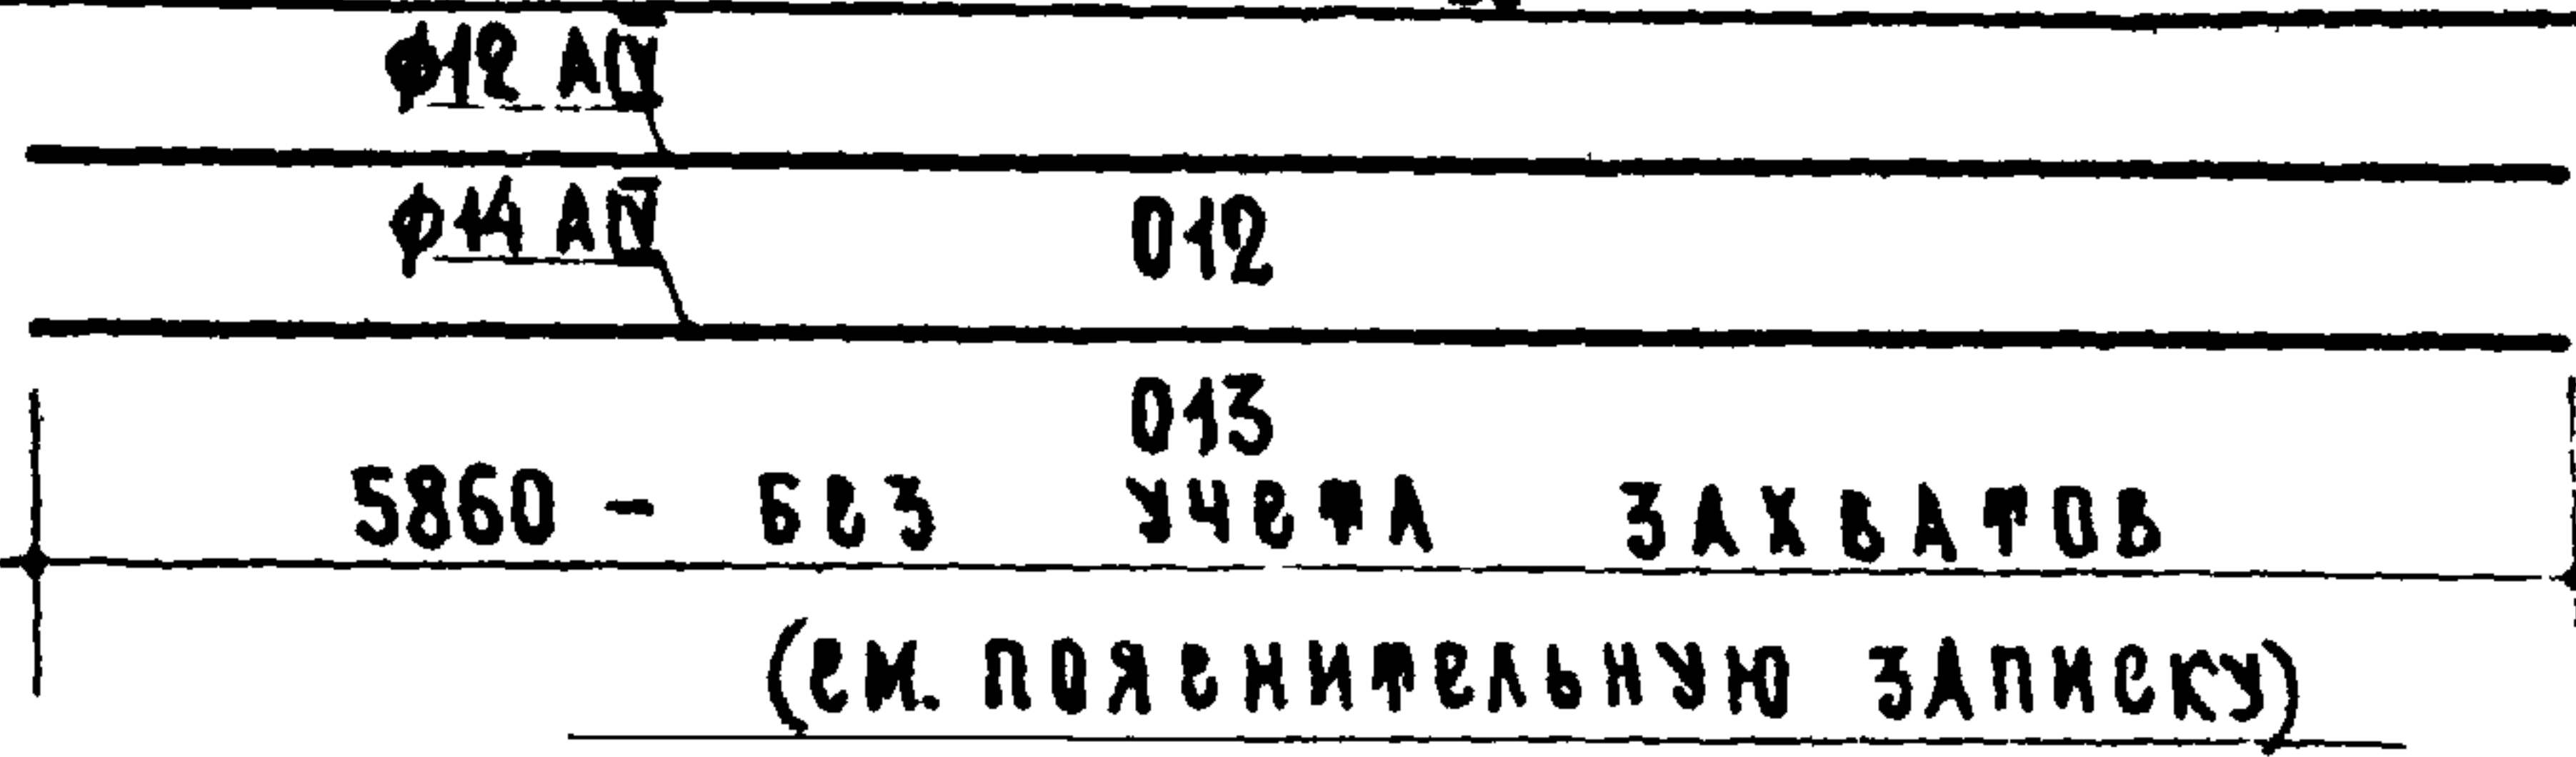 ф12 АIV
ф14 АIV
012
013
5860 - БЕЗ УЧЕТА ЗАХВАТОВ
(СМ. ПОЯСНИТЕЛЬНУЮ ЗАПИСКУ)